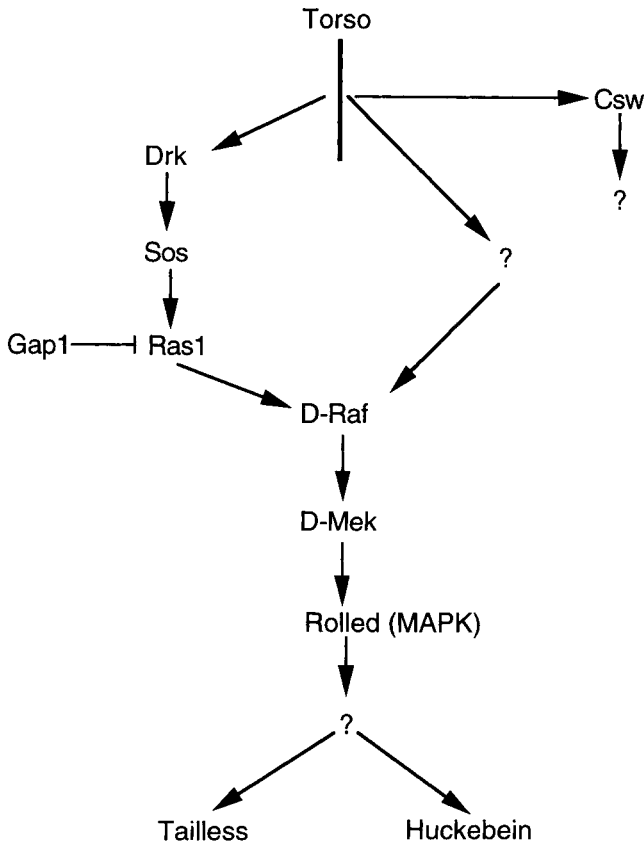 Torso
Csw
Drk
?
Sos
?
Gap1 Ras1
D-Raf
D-Mek
Rolled (MAPK)
?
Tailless Huckebein